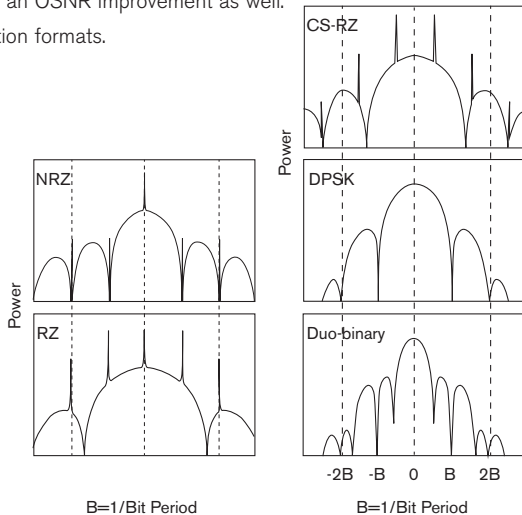 an OSNR improvement as well.
tion formats.
NRZ
RZ
Power
B=1/Bit Period
CS-RZ
DPSK
Duo-binary
Power
-2B -B 0 B 2B
B=1/Bit Period